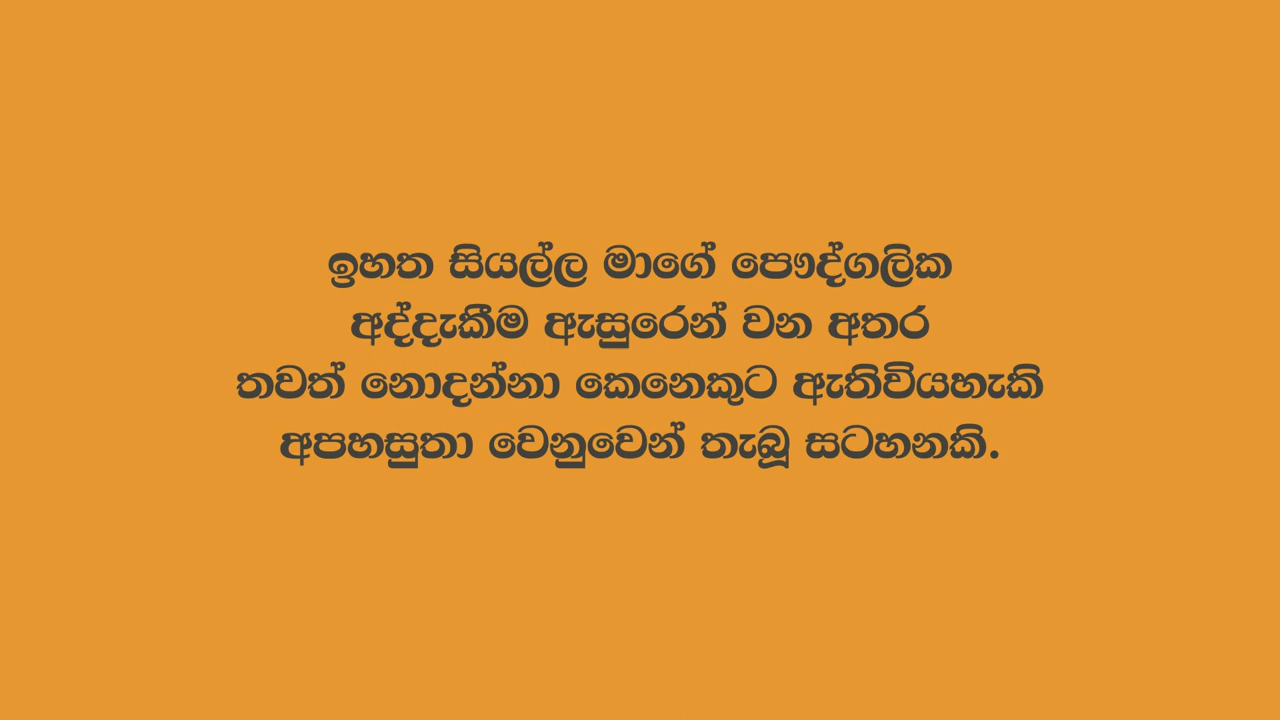 ඉහත සියල්ල මාගේ පෞද්ගලික
අද්දැකීම ඇසුරෙන් වන අතර
තවත් නොදන්නා කෙනෙකුට ඇතිවියහැකි
අපහසුතා වෙනුවෙන් තැබූ සටහනකි.